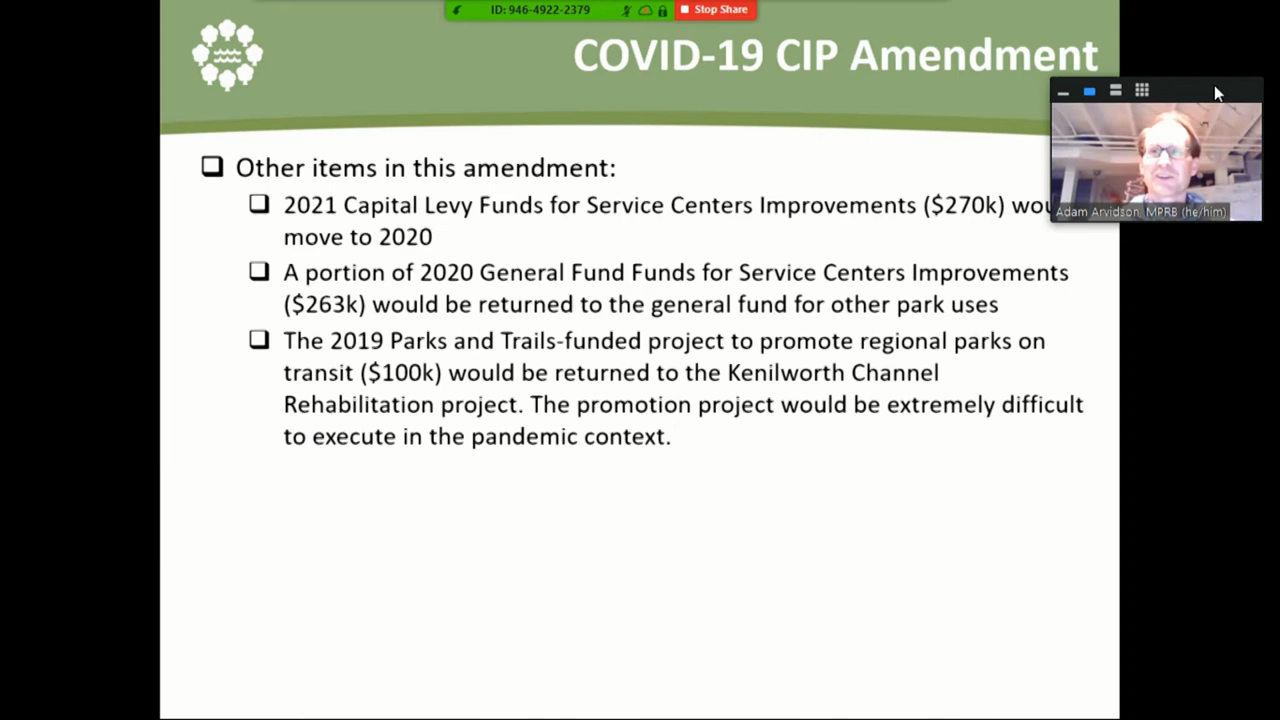 ID: 946-4922-2379
Stop Share
COVID-19 CIP Amendment
Adam Arvidson, MPRB (he/him)
Other items in this amendment:
2021 Capital Levy Funds for Service Centers Improvements ($270k)
move to 2020
A portion of 2020 General Fund Funds for Service Centers Improvements
($263k) would be returned to the general fund for other park uses
The 2019 Parks and Trails-funded project to promote regional parks on
transit ($100k) would be returned to the Kenilworth Channel
Rehabilitation project. The promotion project would be extremely difficult
to execute in the pandemic context.